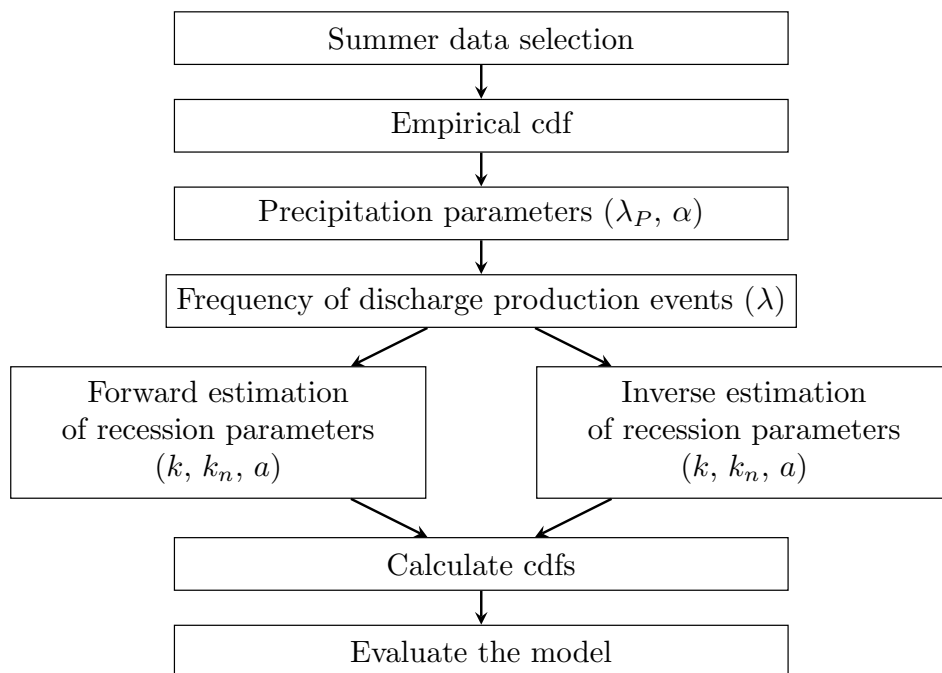 Summer data selection
Empirical cdf
Precipitation parameters (λ_P, α)
Frequency of discharge production events (λ)
Forward estimation
of recession parameters
(k, k_n, a)
Inverse estimation
of recession parameters
(k, k_n, a)
Calculate cdfs
Evaluate the model